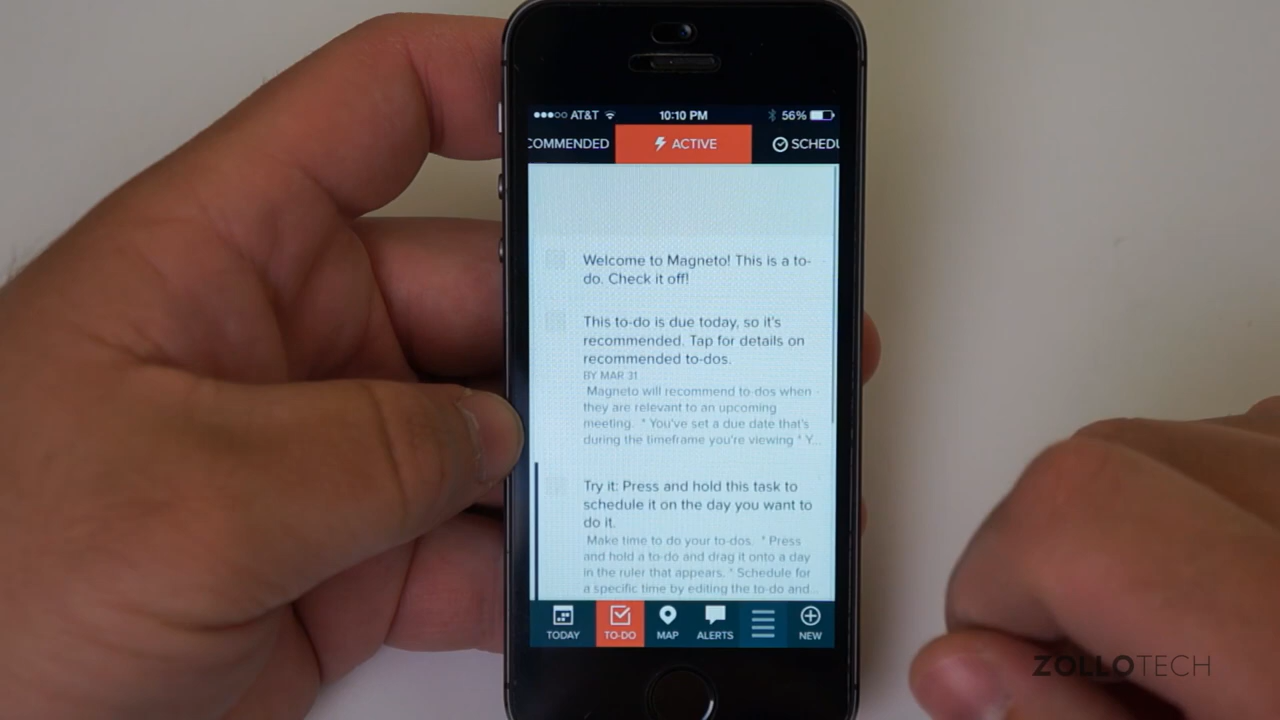 AT&T 10:10 PM 56%
COMMENDED ACTIVE SCHEDU
Welcome to Magneto! This is a to-
do. Check it off!
This to-do is due today, so it's
recommended. Tap for details on
recommended to-dos.
BY MAR 31
Magneto will recommend to-dos when
they are relevant to an upcoming
meeting. * You've set a due date that's
during the timeframe you're viewing * Y...
Try it: Press and hold this task to
schedule it on the day you want to
do it.
Make time to do your to-dos. * Press
and hold a to-do and drag it onto a day
in the ruler that appears. * Schedule for
a specific time by editing the to-do and...
TODAY TO-DO MAP ALERTS NEW
ZOLLOTECH